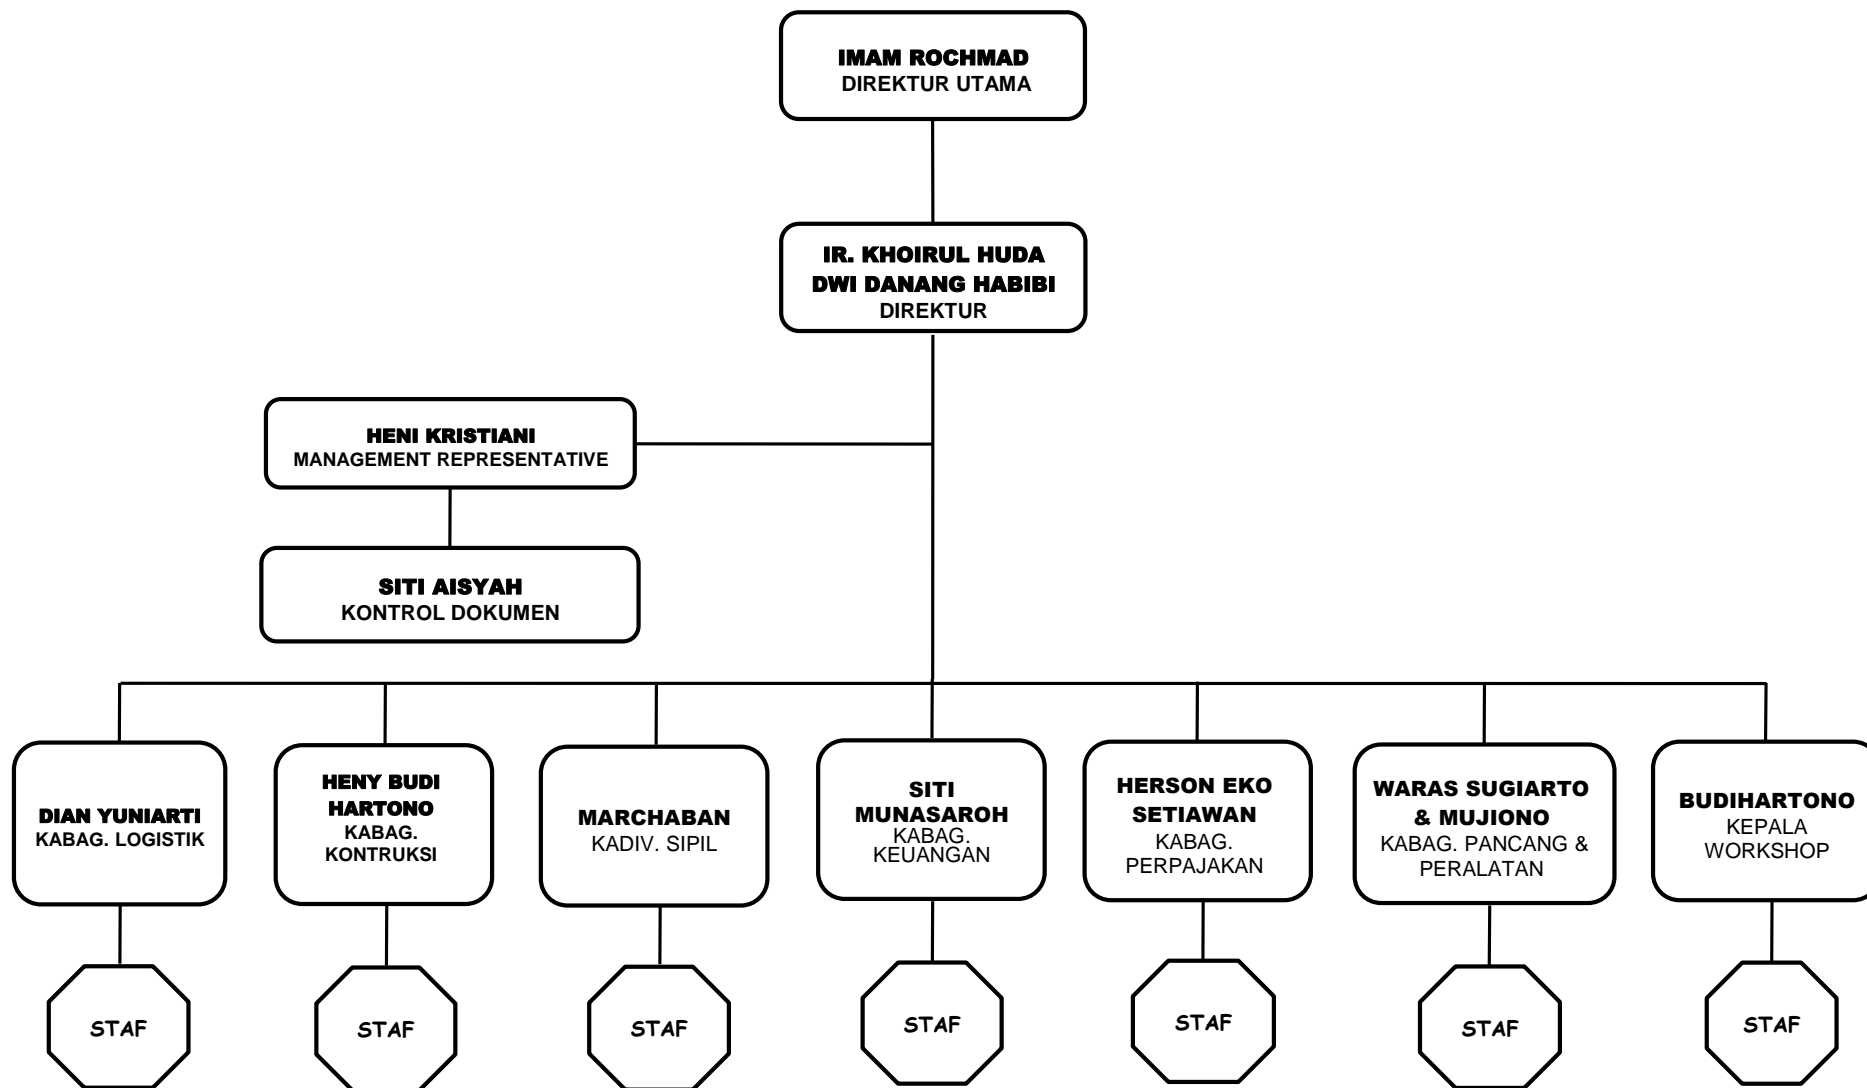 IMAM ROCHMAD
DIREKTUR UTAMA
IR. KHOIRUL HUDA
DWI DANANG HABIBI
DIREKTUR
HENI KRISTIANI
MANAGEMENT REPRESENTATIVE
SITI AISYAH
KONTROL DOKUMEN
DIAN YUNIARTI
KABAG. LOGISTIK
HENY BUDI
HARTONO
KABAG.
KONTRUKSI
MARCHABAN
KADIV. SIPIL
SITI
MUNASAROH
KABAG.
KEUANGAN
HERSON EKO
SETIAWAN
KABAG.
PERPAJAKAN
WARAS SUGIARTO
& MUJIONO
KABAG. PANCANG &
PERALATAN
BUDIHARTONO
KEPALA
WORKSHOP
STAF
STAF
STAF
STAF
STAF
STAF
STAF